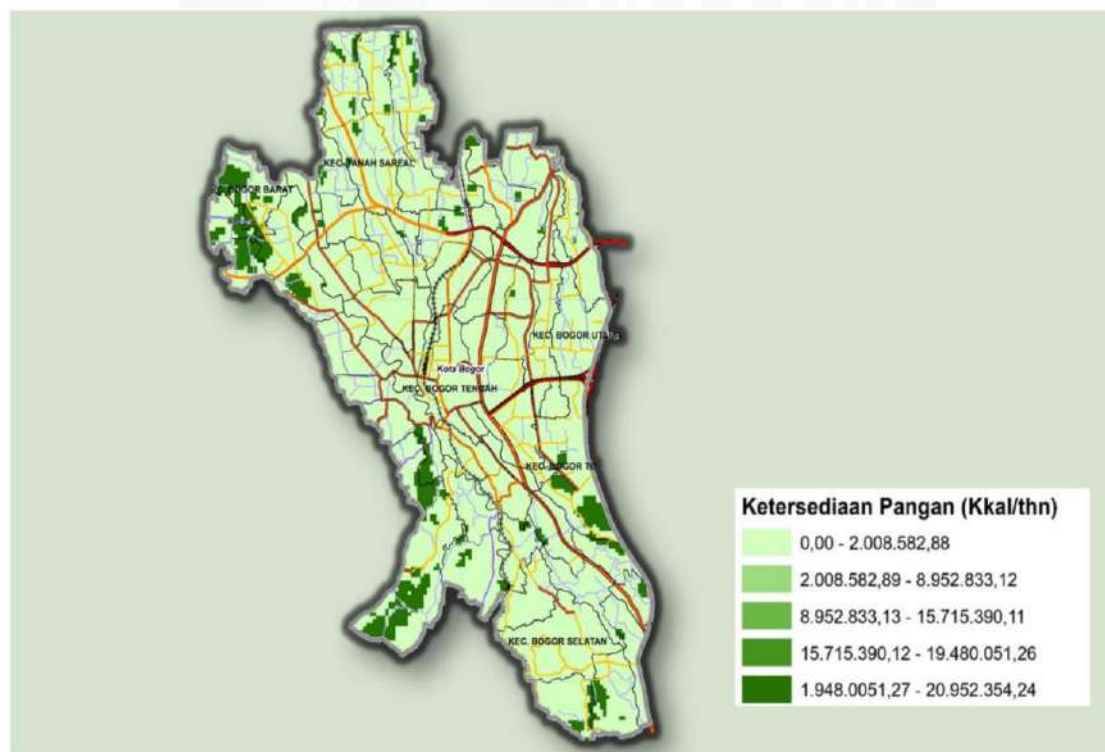 KEC. TANAH SAREAL
BOGOR BARAT
KEC. BOGOR UTARA
Kota Bogor
KEC. BOGOR TENGAH
KEC. BOGOR TI
KEC. BOGOR SELATAN
Ketersediaan Pangan (Kkal/thn)
0,00 - 2.008.582,88
2.008.582,89 - 8.952.833,12
8.952.833,13 - 15.715.390,11
15.715.390,12 - 19.480.051,26
1.948.0051,27 - 20.952.354,24